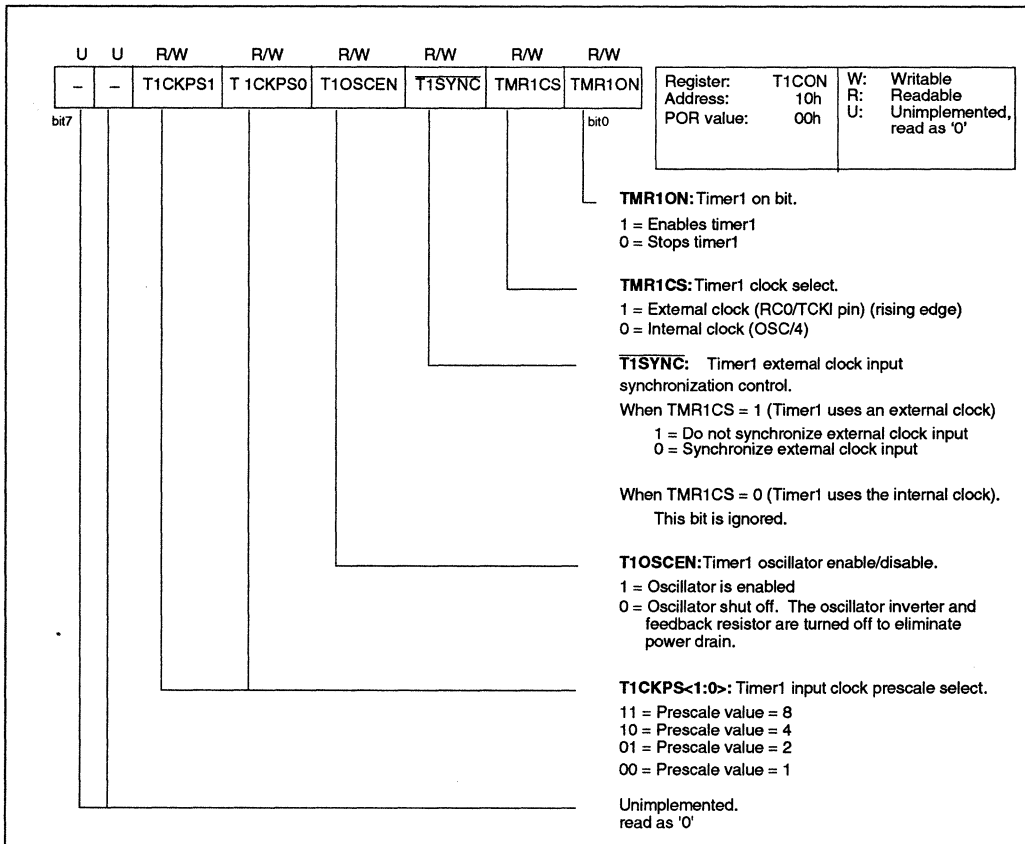 U U R/W R/W R/W R/W R/W R/W
– – T1CKPS1 T 1CKPS0 T1OSCEN T1SYNC TMR1CS TMR1ON
bit7 bit0
Register: T1CON
Address: 10h
POR value: 00h
W: Writable
R: Readable
U: Unimplemented,
read as '0'
TMR1ON: Timer1 on bit.
1 = Enables timer1
0 = Stops timer1
TMR1CS: Timer1 clock select.
1 = External clock (RC0/TCKI pin) (rising edge)
0 = Internal clock (OSC/4)
T1SYNC: Timer1 external clock input
synchronization control.
When TMR1CS = 1 (Timer1 uses an external clock)
1 = Do not synchronize external clock input
0 = Synchronize external clock input
When TMR1CS = 0 (Timer1 uses the internal clock).
This bit is ignored.
T1OSCEN: Timer1 oscillator enable/disable.
1 = Oscillator is enabled
0 = Oscillator shut off. The oscillator inverter and
feedback resistor are turned off to eliminate
power drain.
T1CKPS<1:0>: Timer1 input clock prescale select.
11 = Prescale value = 8
10 = Prescale value = 4
01 = Prescale value = 2
00 = Prescale value = 1
Unimplemented.
read as '0'